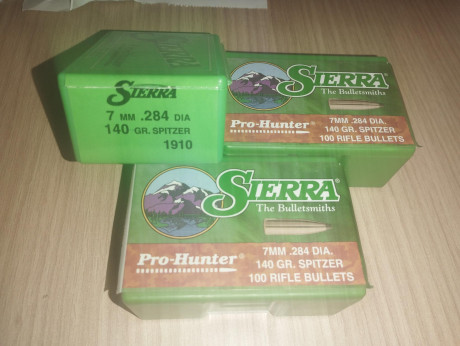 SIERRA
7 MM .284 DIA
140 GR. SPITZER
1910
SIERRA
The Bulletsmiths
Pro-Hunter®
7MM .284 DIA.
140 GR. SPITZER
100 RIFLE BULLETS
SIERRA®
The Bulletsmiths
Pro-Hunter®
7MM .284 DIA.
140 GR. SPITZER
100 RIFLE BULLETS